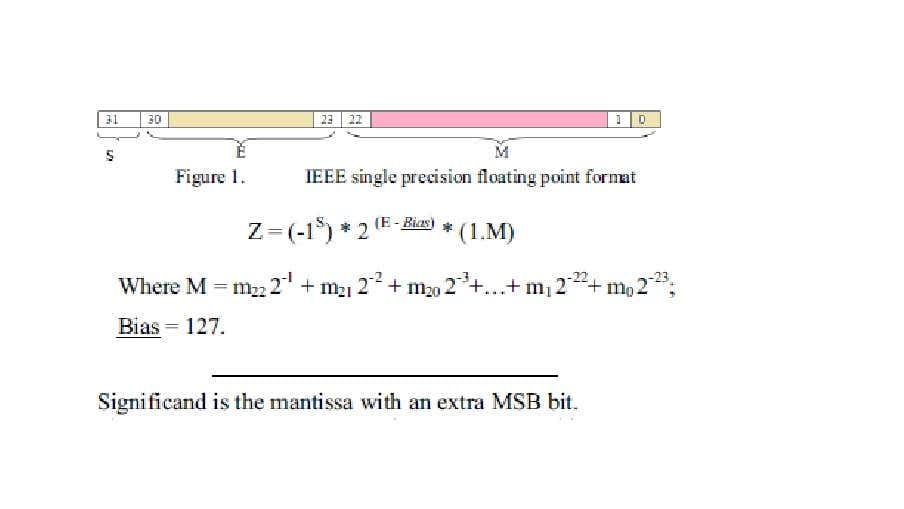 31 30 23 22 1 0
S E M
Figure 1. IEEE single precision floating point format
Z = (-1^S) * 2^(E - Bias) * (1.M)
Where M = m₂₂ 2⁻¹ + m₂₁ 2⁻² + m₂₀ 2⁻³+…+ m₁ 2⁻²²+ m₀ 2⁻²³;
Bias = 127.
Significand is the mantissa with an extra MSB bit.